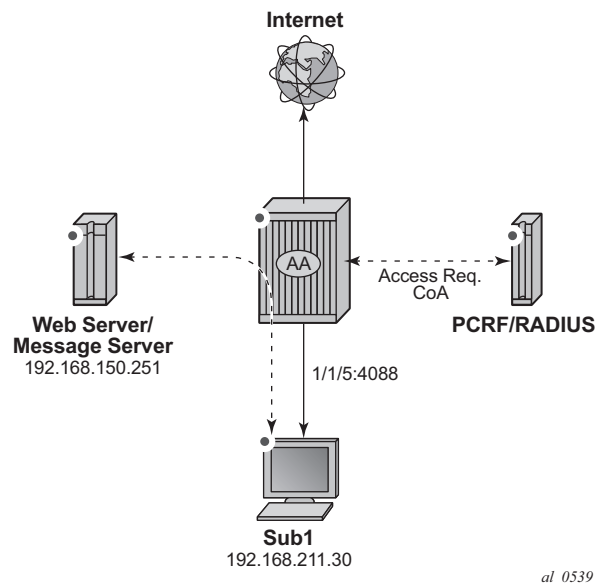 Internet
AA
Access Req.
CoA
Web Server/
Message Server
192.168.150.251
PCRF/RADIUS
1/1/5:4088
Sub1
192.168.211.30
al_0539